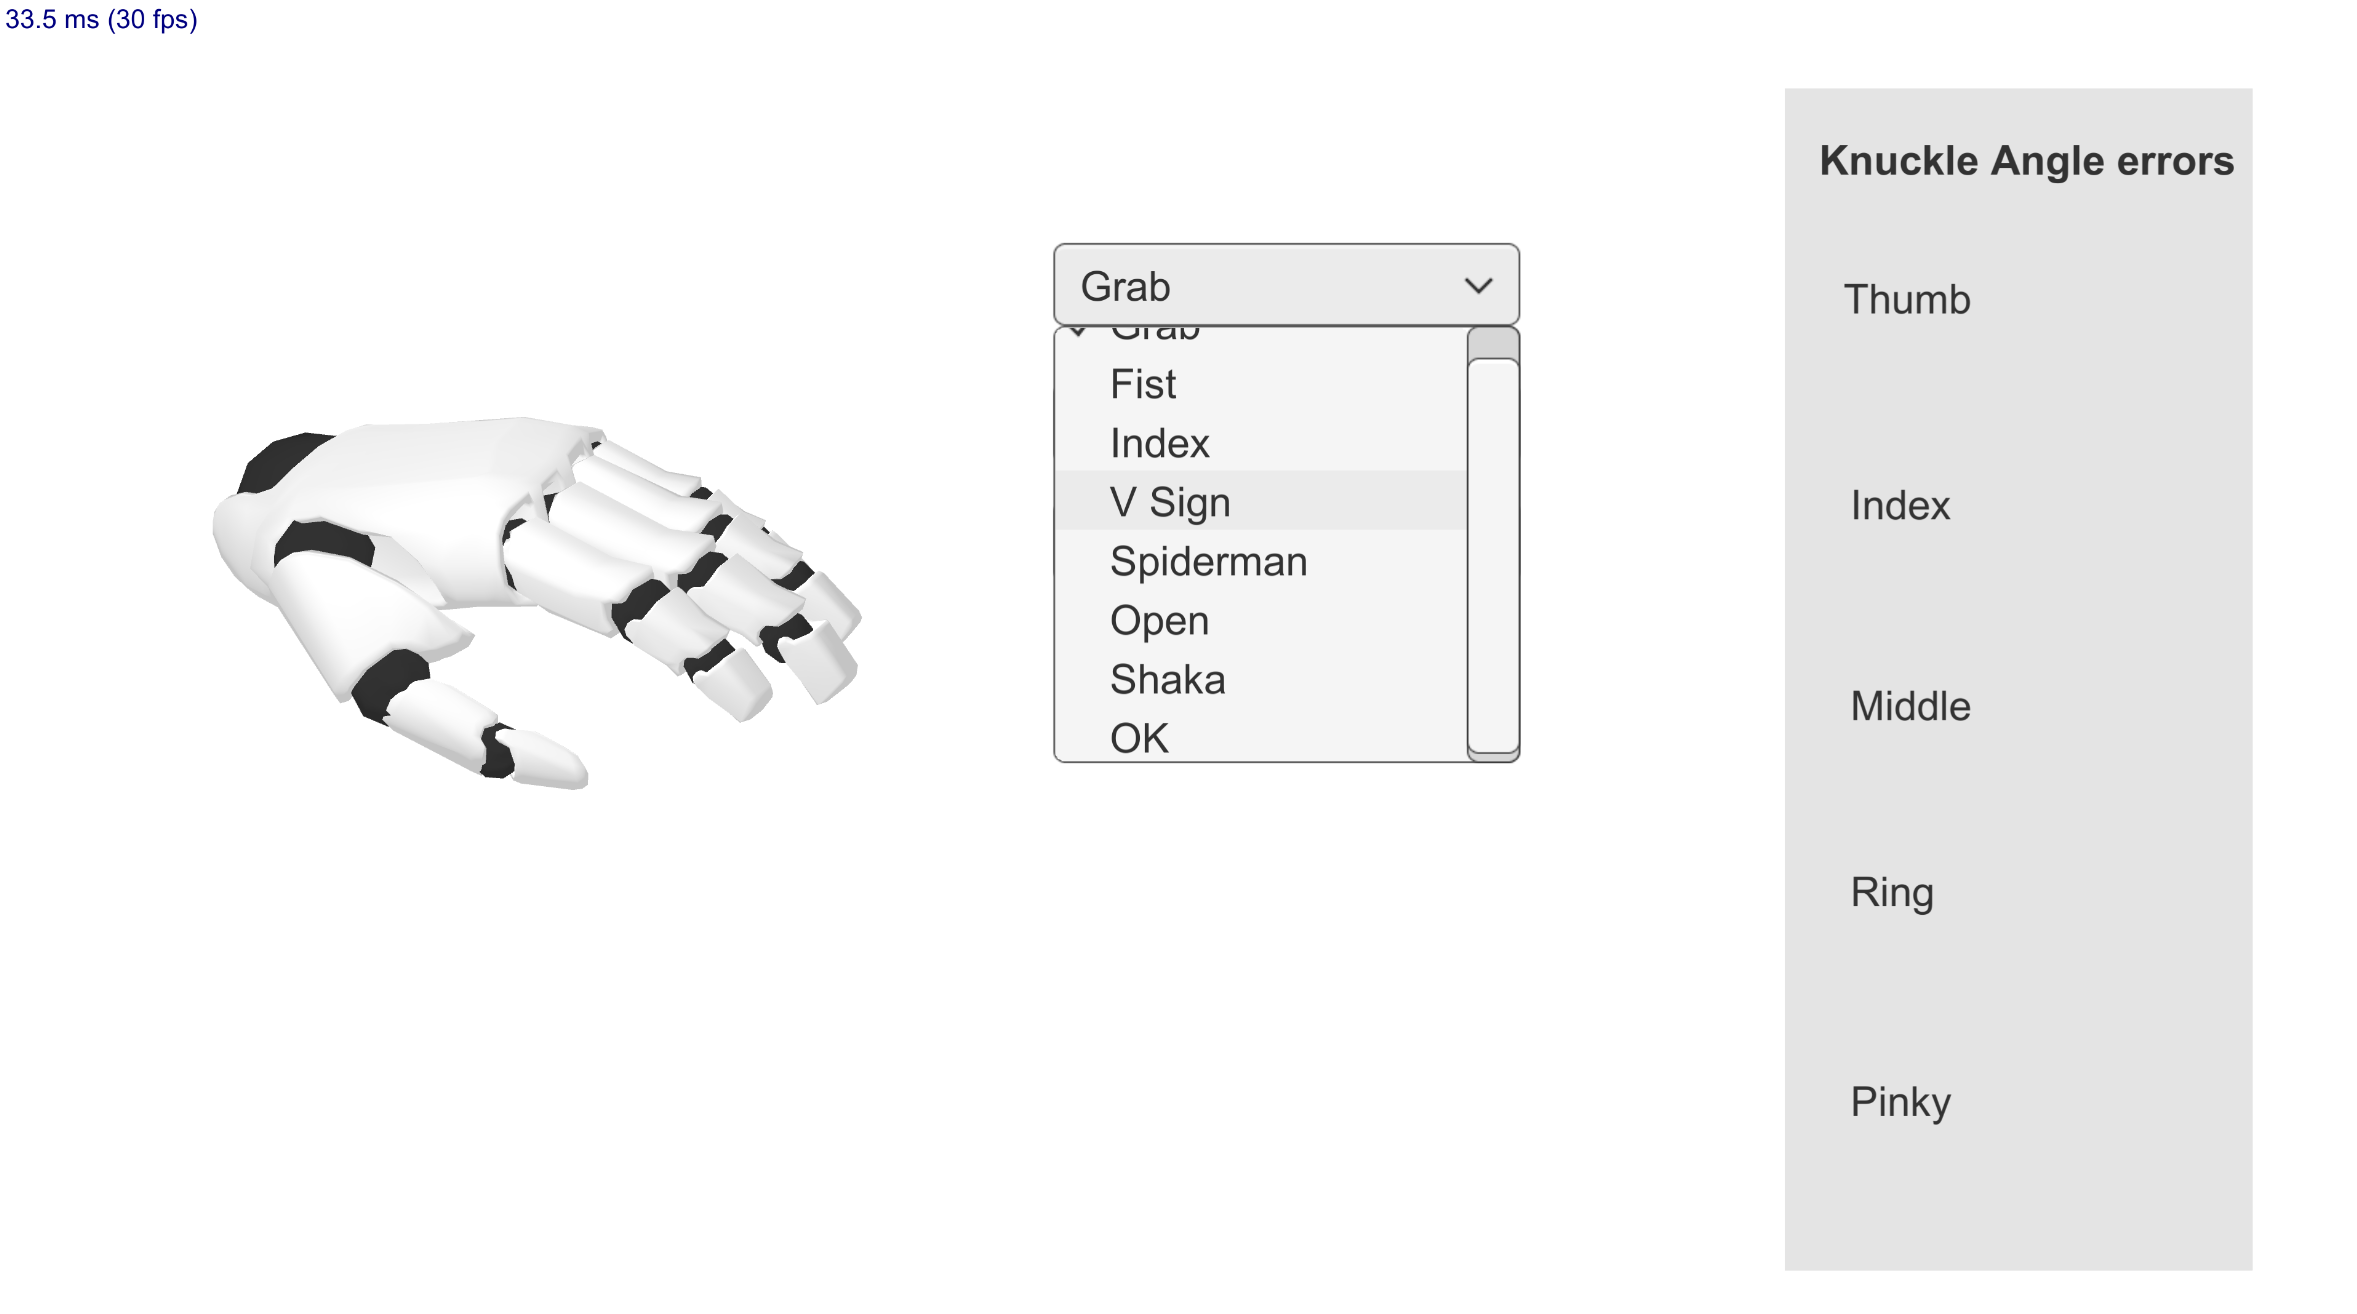 33.5 ms (30 fps)
Grab
Grab
Fist
Index
V Sign
Spiderman
Open
Shaka
OK
Knuckle Angle errors
Thumb
Index
Middle
Ring
Pinky